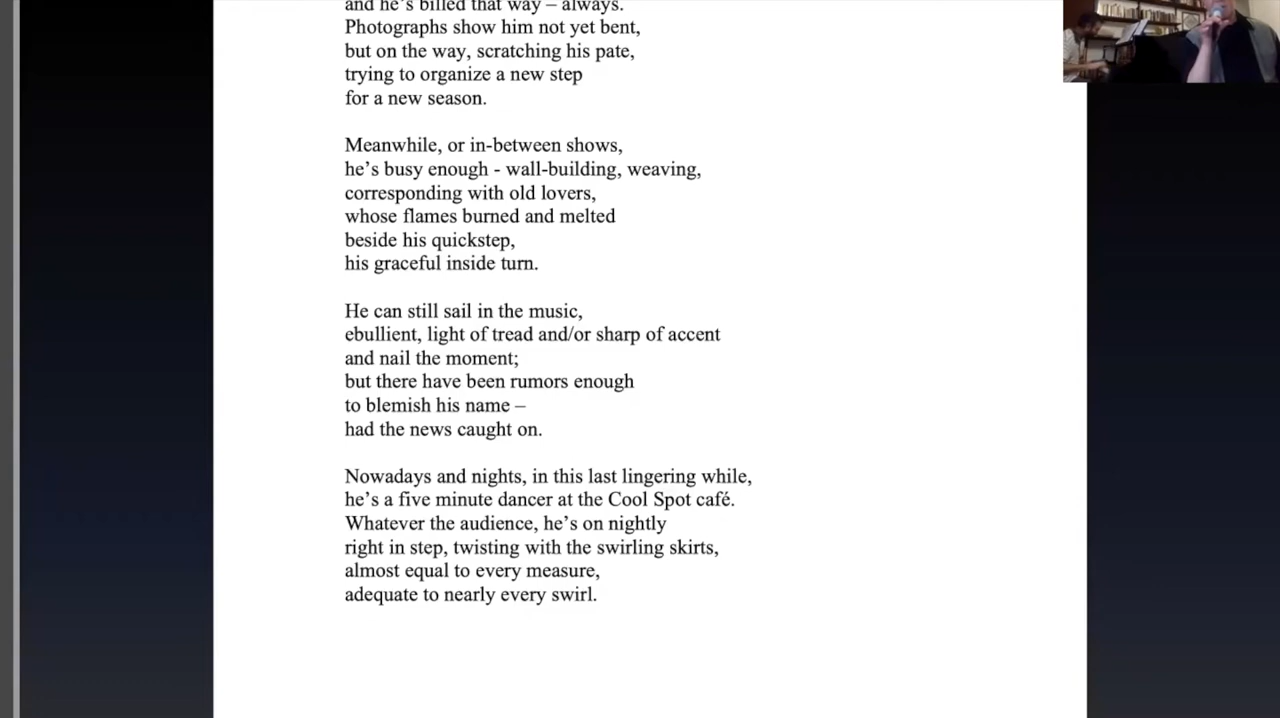 and he's billed that way – always.
Photographs show him not yet bent,
but on the way, scratching his pate,
trying to organize a new step
for a new season.
Meanwhile, or in-between shows,
he's busy enough - wall-building, weaving,
corresponding with old lovers,
whose flames burned and melted
beside his quickstep,
his graceful inside turn.
He can still sail in the music,
ebullient, light of tread and/or sharp of accent
and nail the moment;
but there have been rumors enough
to blemish his name –
had the news caught on.
Nowadays and nights, in this last lingering while,
he's a five minute dancer at the Cool Spot café.
Whatever the audience, he's on nightly
right in step, twisting with the swirling skirts,
almost equal to every measure,
adequate to nearly every swirl.